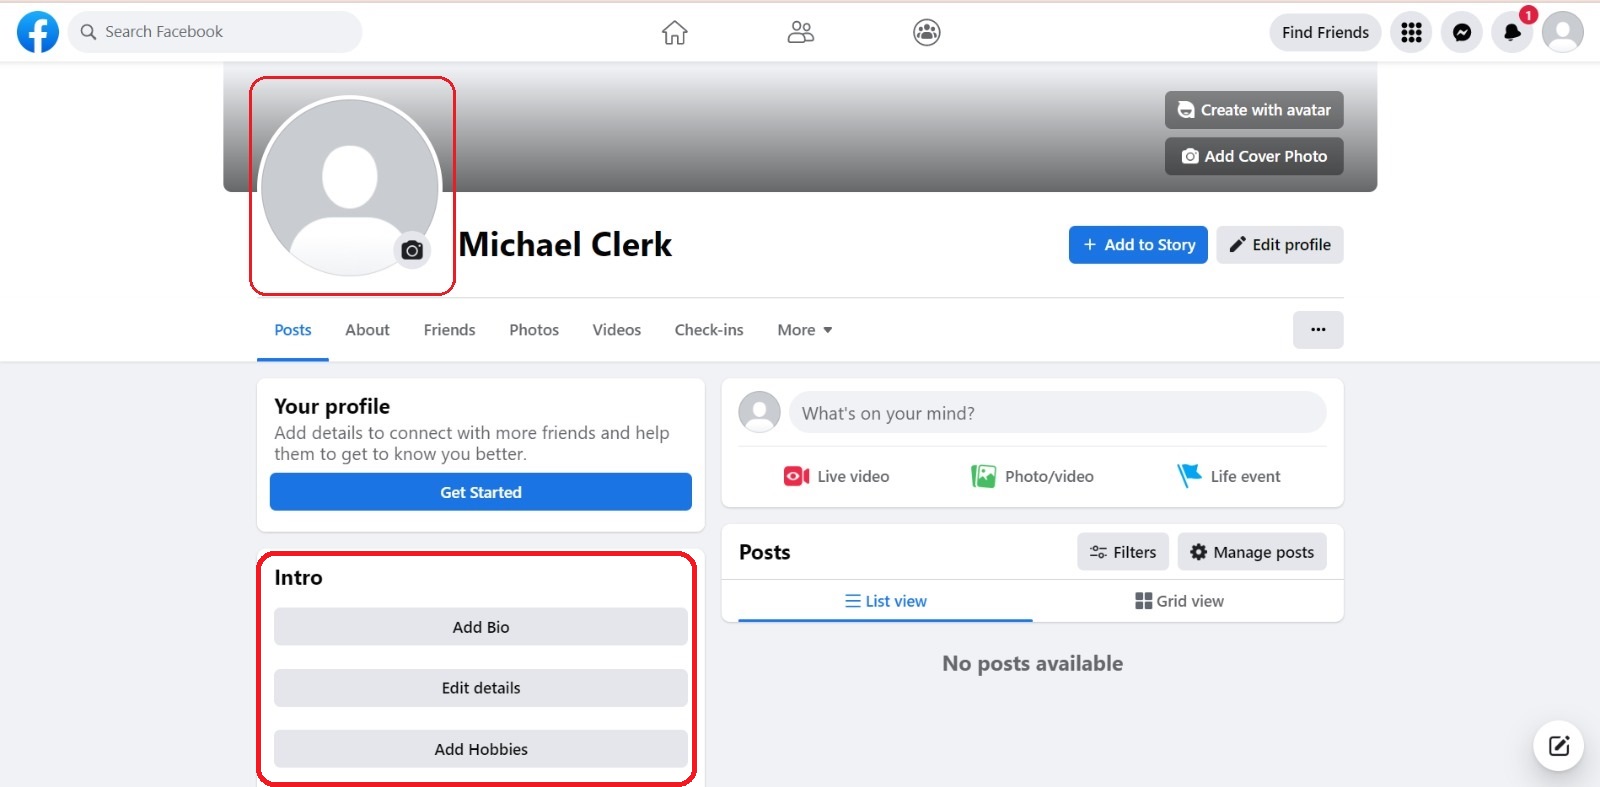 Search Facebook
Find Friends
1
Create with avatar
Add Cover Photo
Michael Clerk
+ Add to Story
Edit profile
Posts About Friends Photos Videos Check-ins More
Your profile
Add details to connect with more friends and help
them to get to know you better.
Get Started
Intro
Add Bio
Edit details
Add Hobbies
What's on your mind?
Live video Photo/video Life event
Posts Filters Manage posts
List view Grid view
No posts available